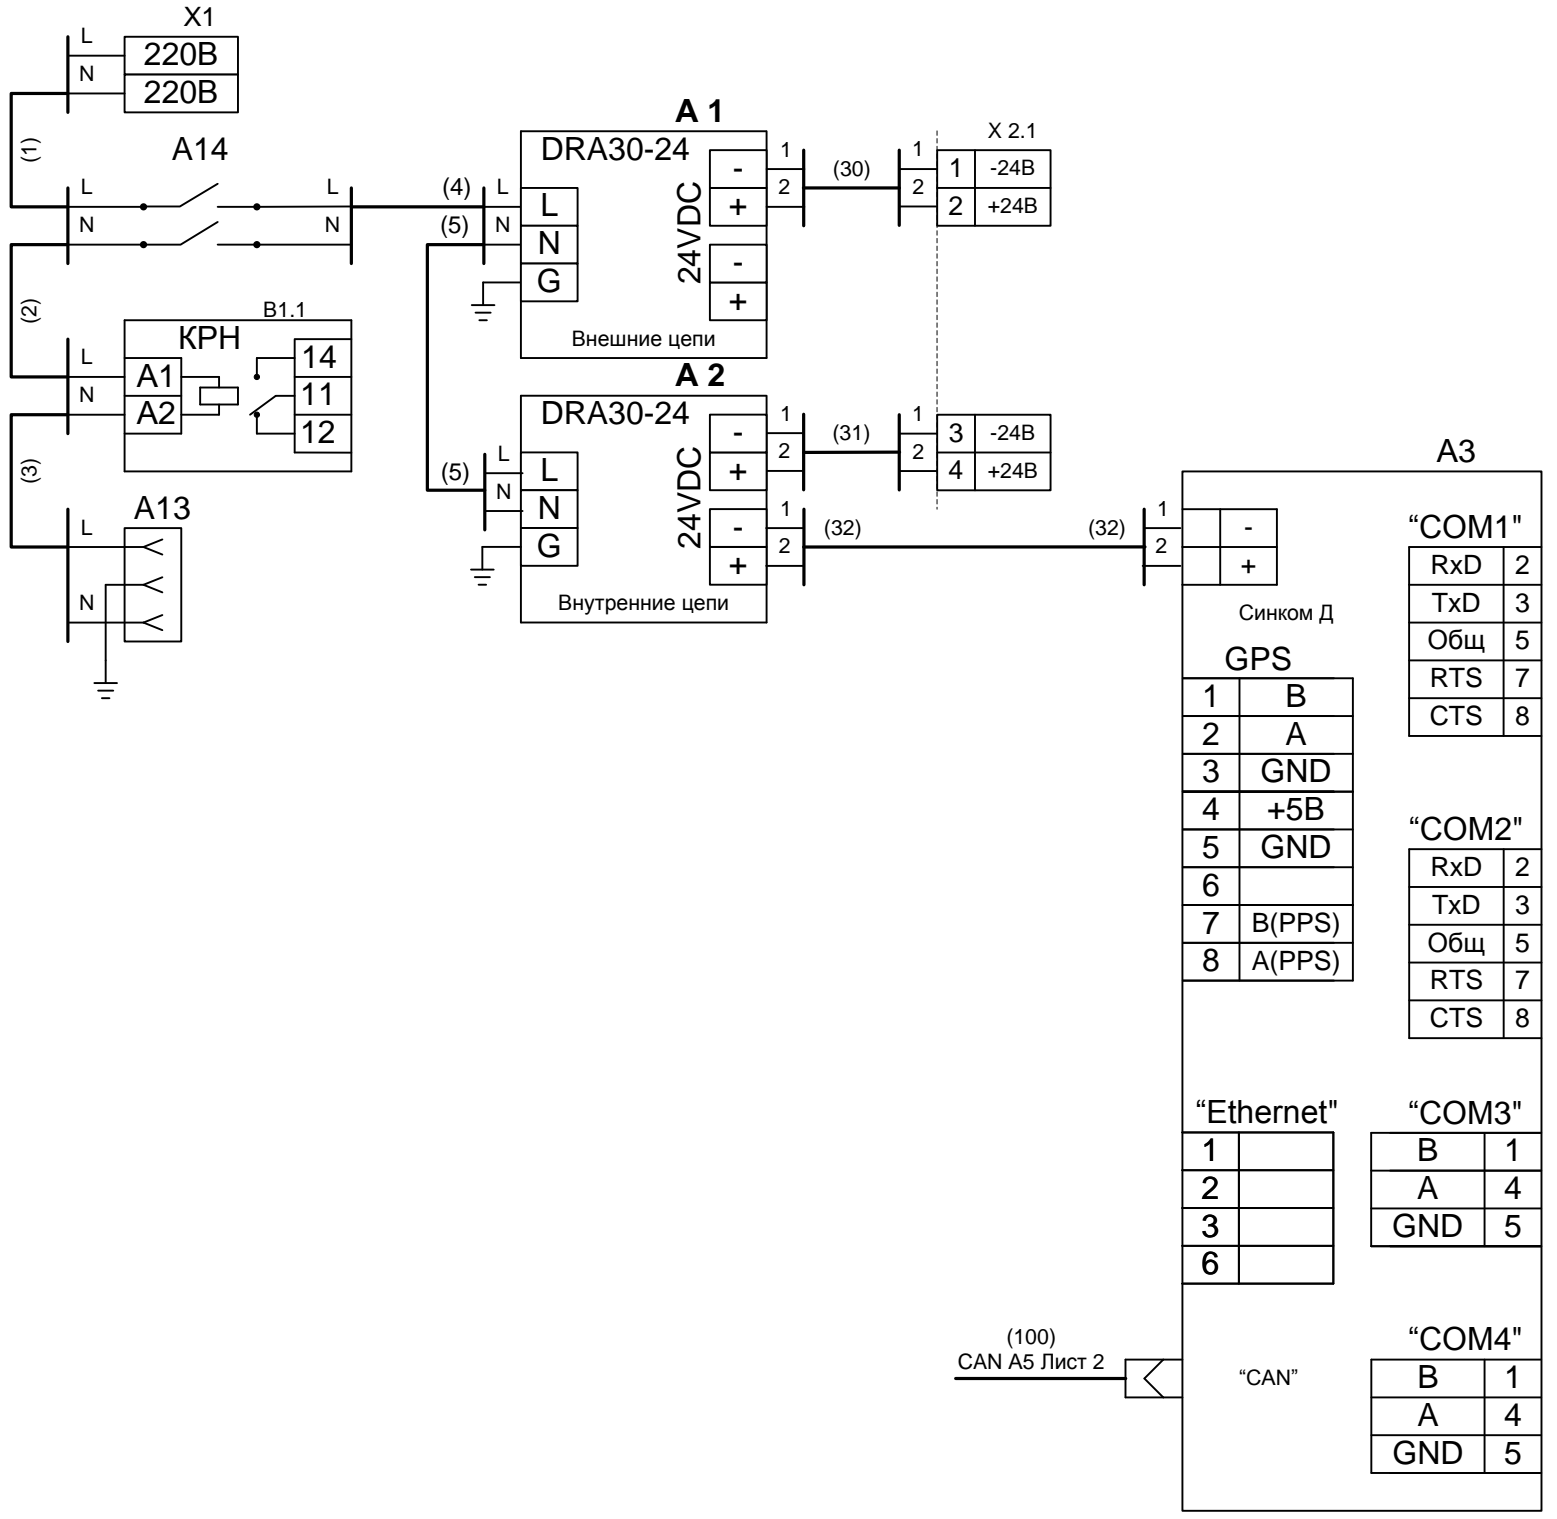 X1
L
220В
N
220В
(1)
A14
L
L
N
N
(2)
B1.1
КРН
L
A1
N
A2
14
11
12
(3)
A13
L
N
(4)
(5)
L
N
A 1
DRA30-24
L
N
G
24VDC
-
+
-
+
Внешние цепи
1
2
(30)
1
2
X 2.1
1 -24В
2 +24В
A 2
DRA30-24
(5)
L
N
L
N
G
24VDC
-
+
-
+
Внутренние цепи
1
2
(31)
1
2
3 -24В
4 +24В
1
2
(32)
(32)
1
2
A3
-
+
Синком Д
GPS
1 B
2 A
3 GND
4 +5В
5 GND
6
7 B(PPS)
8 A(PPS)
“COM1"
RxD 2
TxD 3
Общ 5
RTS 7
CTS 8
“COM2"
RxD 2
TxD 3
Общ 5
RTS 7
CTS 8
“Ethernet"
1
2
3
6
“COM3"
B 1
A 4
GND 5
(100)
CAN A5 Лист 2
“CAN”
“COM4"
B 1
A 4
GND 5